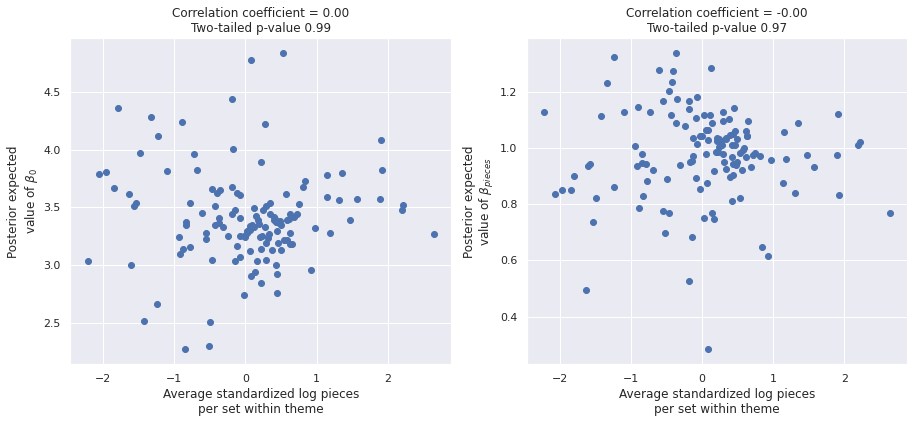 Correlation coefficient = 0.00
Two-tailed p-value 0.99
4.5
4.0
3.5
3.0
2.5
Posterior expected
value of β0
−2
−1
0
1
2
Average standardized log pieces
per set within theme
Correlation coefficient = -0.00
Two-tailed p-value 0.97
1.2
1.0
0.8
0.6
0.4
Posterior expected
value of βpieces
−2
−1
0
1
2
Average standardized log pieces
per set within theme